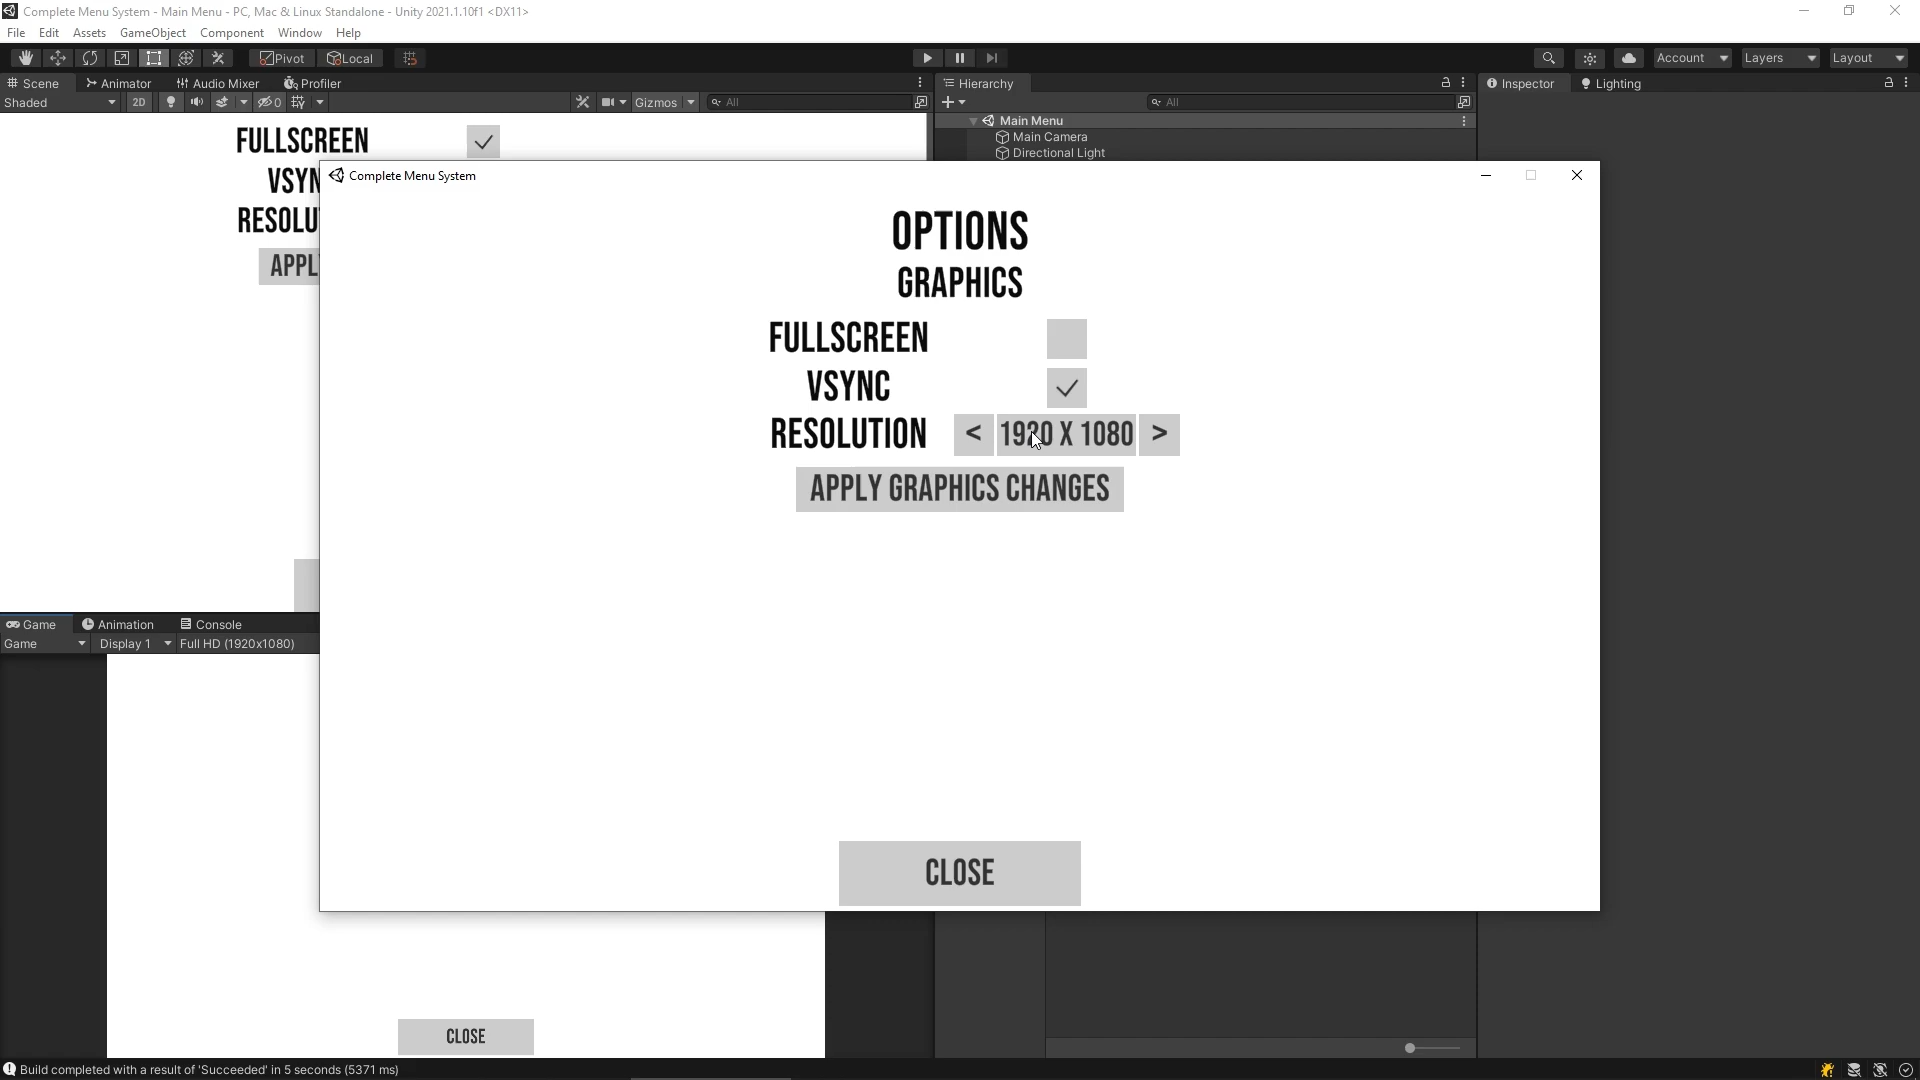 Complete Menu System - Main Menu - PC, Mac & Linux Standalone - Unity 2021.1.10f1 <DX11>
File Edit Assets GameObject Component Window Help
Pivot Local Account Layers Layout
Scene Animator Audio Mixer Profiler Hierarchy Inspector Lighting
Shaded 2D 0 Gizmos All All
Main Menu
Main Camera
Directional Light
FULLSCREEN
VSYN
RESOLU
APPL
Complete Menu System
OPTIONS
GRAPHICS
FULLSCREEN
VSYNC
RESOLUTION < 1920 X 1080 >
APPLY GRAPHICS CHANGES
CLOSE
Game Animation Console
Game Display 1 Full HD (1920x1080)
CLOSE
Build completed with a result of 'Succeeded' in 5 seconds (5371 ms)